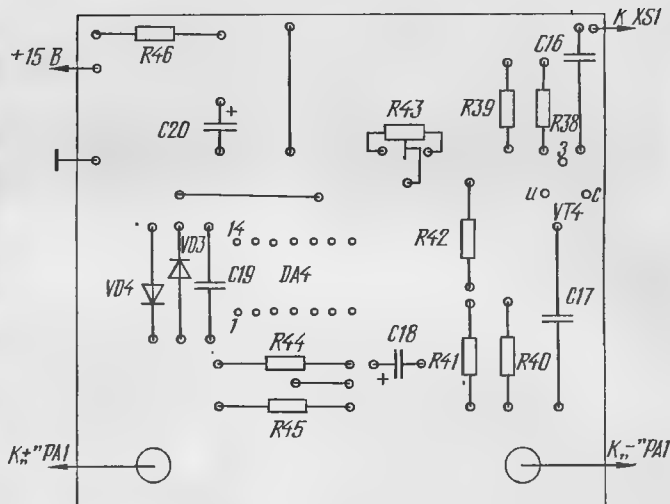 К XS1
+15 В
R46
C16
C20
+
R43
R39
R38
З
и
с
VT4
14
VD3
R42
VD4
C19
DA4
C17
1
R44
C18
+
R41
R40
R45
К„+"PA1
К„−"PA1